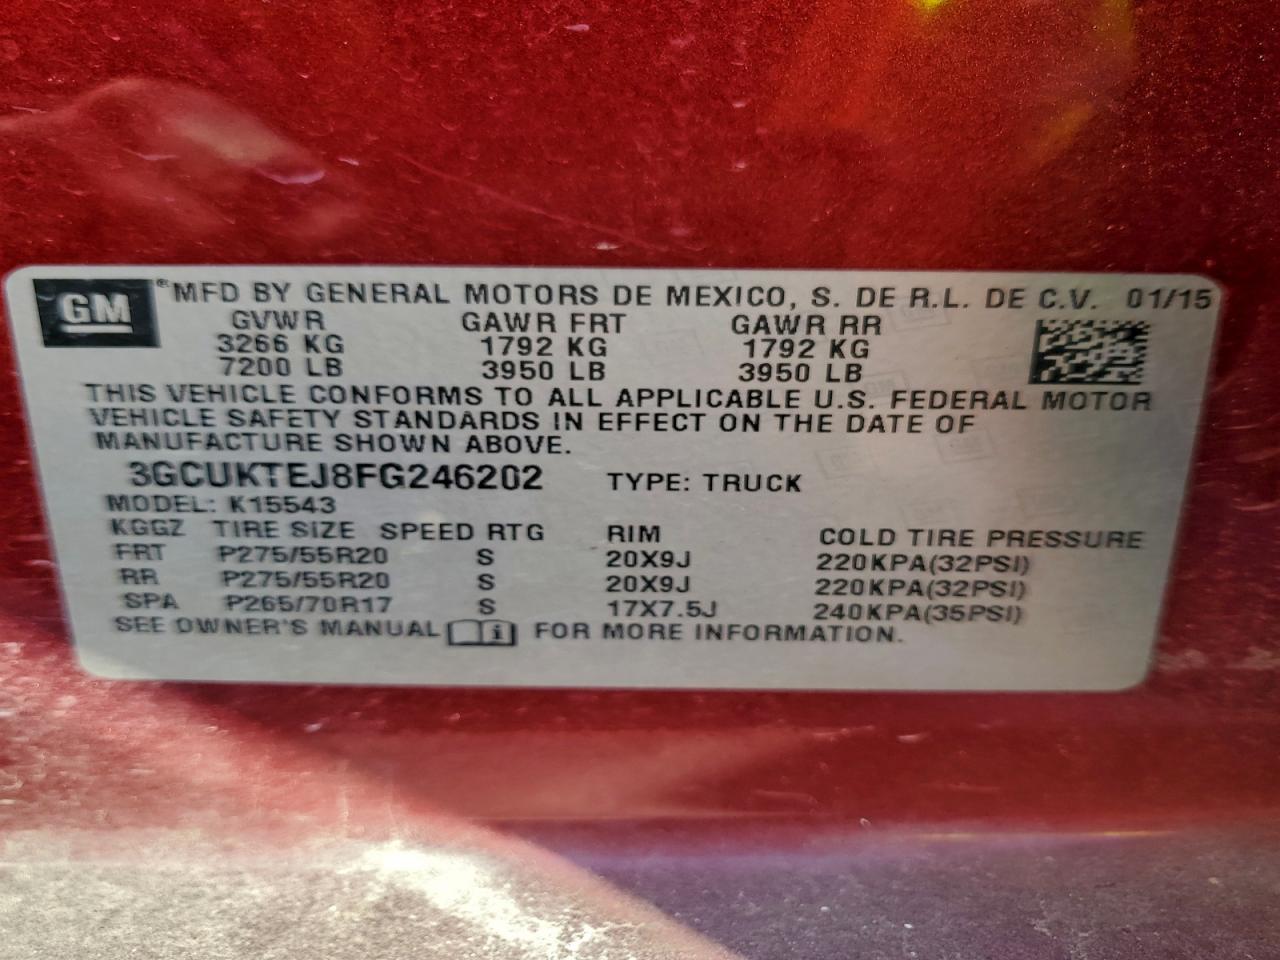 GM ® MFD BY GENERAL MOTORS DE MEXICO, S. DE R.L. DE C.V. 01/15
GVWR GAWR FRT GAWR RR
3266 KG 1792 KG 1792 KG
7200 LB 3950 LB 3950 LB
THIS VEHICLE CONFORMS TO ALL APPLICABLE U.S. FEDERAL MOTOR
VEHICLE SAFETY STANDARDS IN EFFECT ON THE DATE OF
MANUFACTURE SHOWN ABOVE.
3GCUKTEJ8FG246202 TYPE: TRUCK
MODEL: K15543
KGGZ TIRE SIZE SPEED RTG RIM COLD TIRE PRESSURE
FRT P275/55R20 S 20X9J 220KPA(32PSI)
RR P275/55R20 S 20X9J 220KPA(32PSI)
SPA P265/70R17 S 17X7.5J 240KPA(35PSI)
SEE OWNER'S MANUAL i FOR MORE INFORMATION.